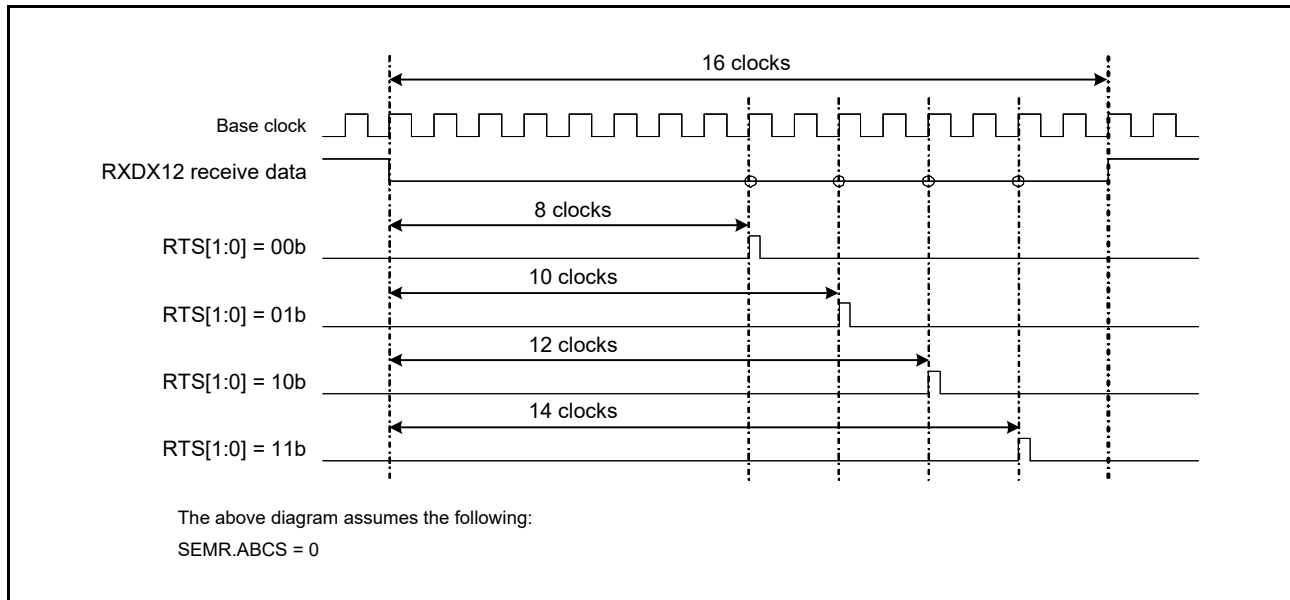 16 clocks
Base clock
RXDX12 receive data
8 clocks
RTS[1:0] = 00b
10 clocks
RTS[1:0] = 01b
12 clocks
RTS[1:0] = 10b
14 clocks
RTS[1:0] = 11b
The above diagram assumes the following:
SEMR.ABCS = 0